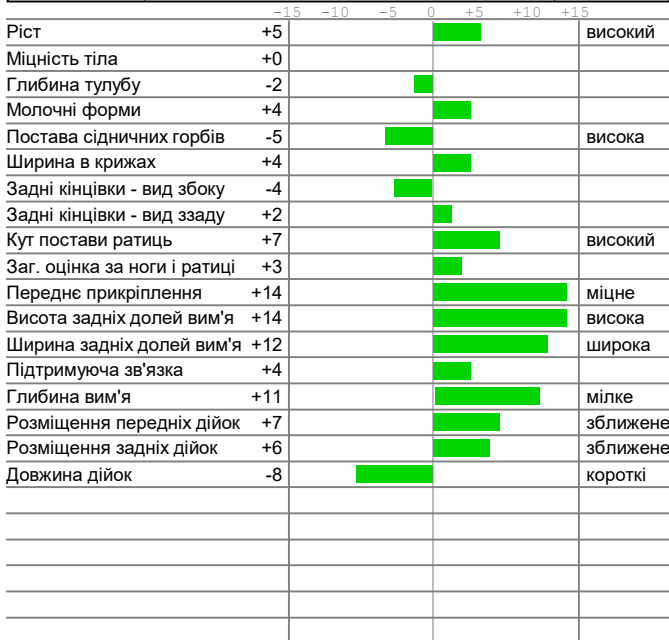 -15 -10 -5 0 +5 +10 +15
Ріст +5 високий
Міцність тіла +0
Глибина тулубу -2
Молочні форми +4
Постава сідничних горбів -5 висока
Ширина в крижах +4
Задні кінцівки - вид збоку -4
Задні кінцівки - вид ззаду +2
Кут постави ратиць +7 високий
Заг. оцінка за ноги і ратиці +3
Переднє прикріплення +14 міцне
Висота задніх долей вим'я +14 висока
Ширина задніх долей вим'я +12 широка
Підтримуюча зв'язка +4
Глибина вим'я +11 мілке
Розміщення передніх дійок +7 зближене
Розміщення задніх дійок +6 зближене
Довжина дійок -8 короткі